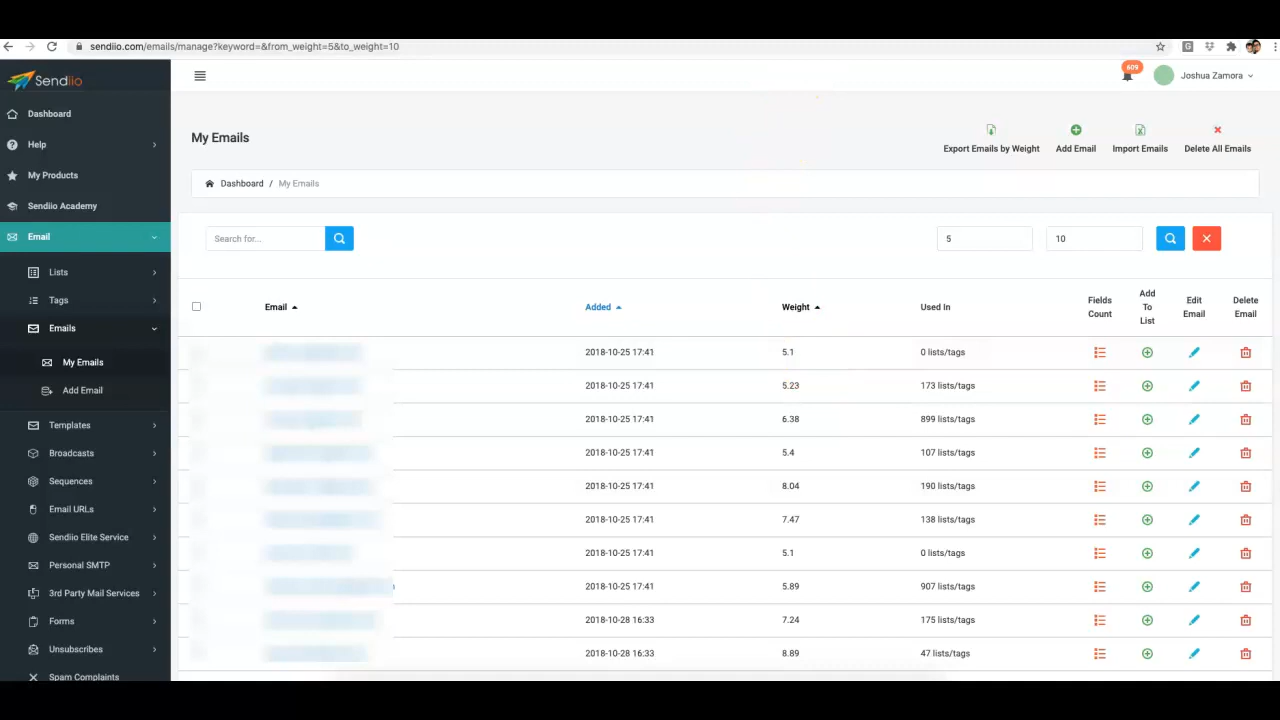 sendiio.com/emails/manage?keyword=&from_weight=5&to_weight=10
Sendiio
609
Joshua Zamora
Dashboard
Help
My Products
Sendiio Academy
Email
Lists
Tags
Emails
My Emails
Add Email
Templates
Broadcasts
Sequences
Email URLs
Sendiio Elite Service
Personal SMTP
3rd Party Mail Services
Forms
Unsubscribes
Spam Complaints
My Emails
Export Emails by Weight Add Email Import Emails Delete All Emails
Dashboard / My Emails
Search for... 5 10
Email Added Weight Used In Fields Count Add To List Edit Email Delete Email
2018-10-25 17:41 5.1 0 lists/tags
2018-10-25 17:41 5.23 173 lists/tags
2018-10-25 17:41 6.38 899 lists/tags
2018-10-25 17:41 5.4 107 lists/tags
2018-10-25 17:41 8.04 190 lists/tags
2018-10-25 17:41 7.47 138 lists/tags
2018-10-25 17:41 5.1 0 lists/tags
2018-10-25 17:41 5.89 907 lists/tags
2018-10-28 16:33 7.24 175 lists/tags
2018-10-28 16:33 8.89 47 lists/tags